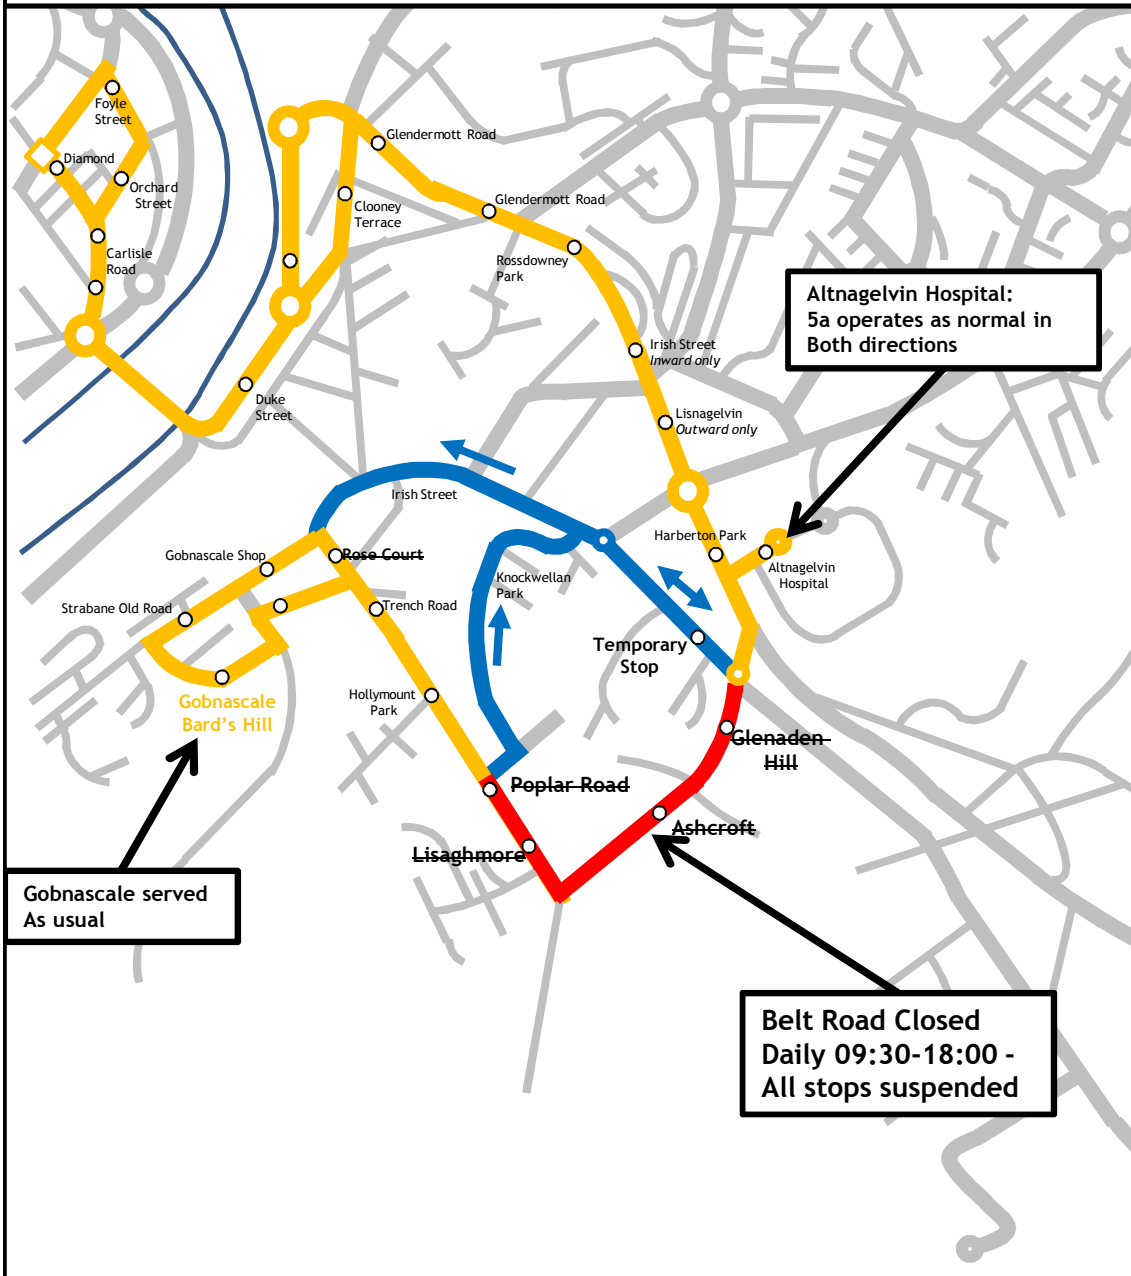 Foyle
Street
Diamond
Orchard
Street
Carlisle
Road
Duke
Street
Clooney
Terrace
Glendermott Road
Glendermott Road
Rossdowney
Park
Irish Street
Inward only
Lisnagelvin
Outward only
Altnagelvin Hospital:
5a operates as normal in
Both directions
Harberton Park
Altnagelvin
Hospital
Irish Street
Gobnascale Shop
Rose Court
Strabane Old Road
Trench Road
Knockwellan
Park
Temporary
Stop
Hollymount
Park
Gobnascale
Bard's Hill
Glenaden
Hill
Poplar Road
Ashcroft
Lisaghmore
Gobnascale served
As usual
Belt Road Closed
Daily 09:30-18:00 -
All stops suspended